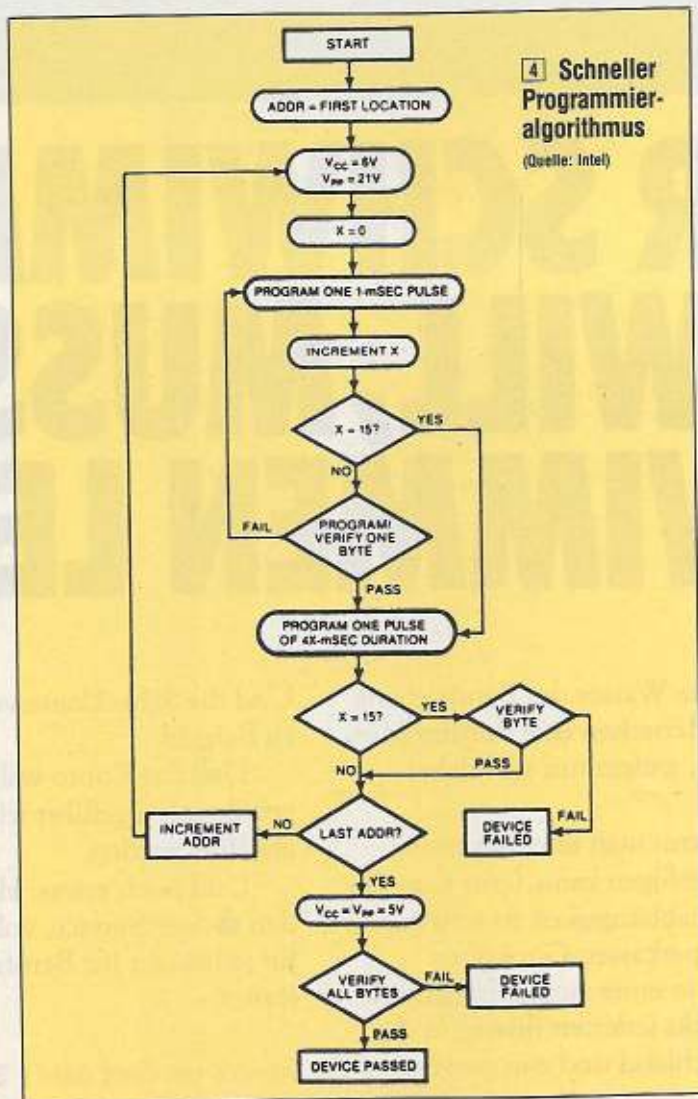 START
4 Schneller
Programmier-
algorithmus
(Quelle: Intel)
ADDR = FIRST LOCATION
VCC = 6V
VPP = 21V
X = 0
PROGRAM ONE 1-mSEC PULSE
INCREMENT X
X = 15?
YES
NO
FAIL
PROGRAM/
VERIFY ONE
BYTE
PASS
PROGRAM ONE PULSE
OF 4X-mSEC DURATION
X = 15?
YES
VERIFY
BYTE
NO
PASS
FAIL
INCREMENT
ADDR
NO
LAST ADDR?
DEVICE
FAILED
YES
VCC = VPP = 5V
VERIFY
ALL BYTES
FAIL
DEVICE
FAILED
PASS
DEVICE PASSED